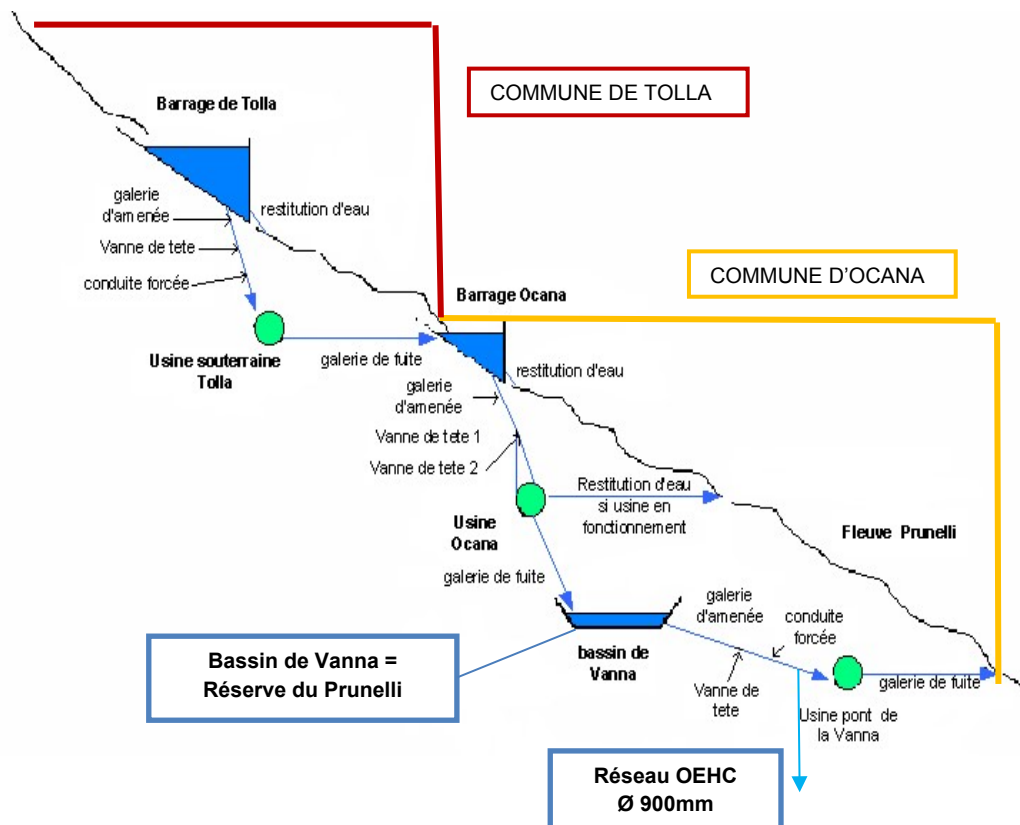 COMMUNE DE TOLLA
Barrage de Tolla
galerie
d'amenée
restitution d'eau
Vanne de tete
conduite forcée
COMMUNE D'OCANA
Barrage Ocana
Usine souterraine
Tolla
galerie de fuite
restitution d'eau
galerie
d'amenée
Vanne de tete 1
Vanne de tete 2
Restitution d'eau
si usine en
fonctionnement
Usine
Ocana
Fleuve Prunelli
galerie de fuite
galerie
d'amenée
conduite
forcée
Bassin de Vanna =
Réserve du Prunelli
bassin de
Vanna
Vanne de
tete
galerie de fuite
Usine pont de
la Vanna
Réseau OEHC
Ø 900mm